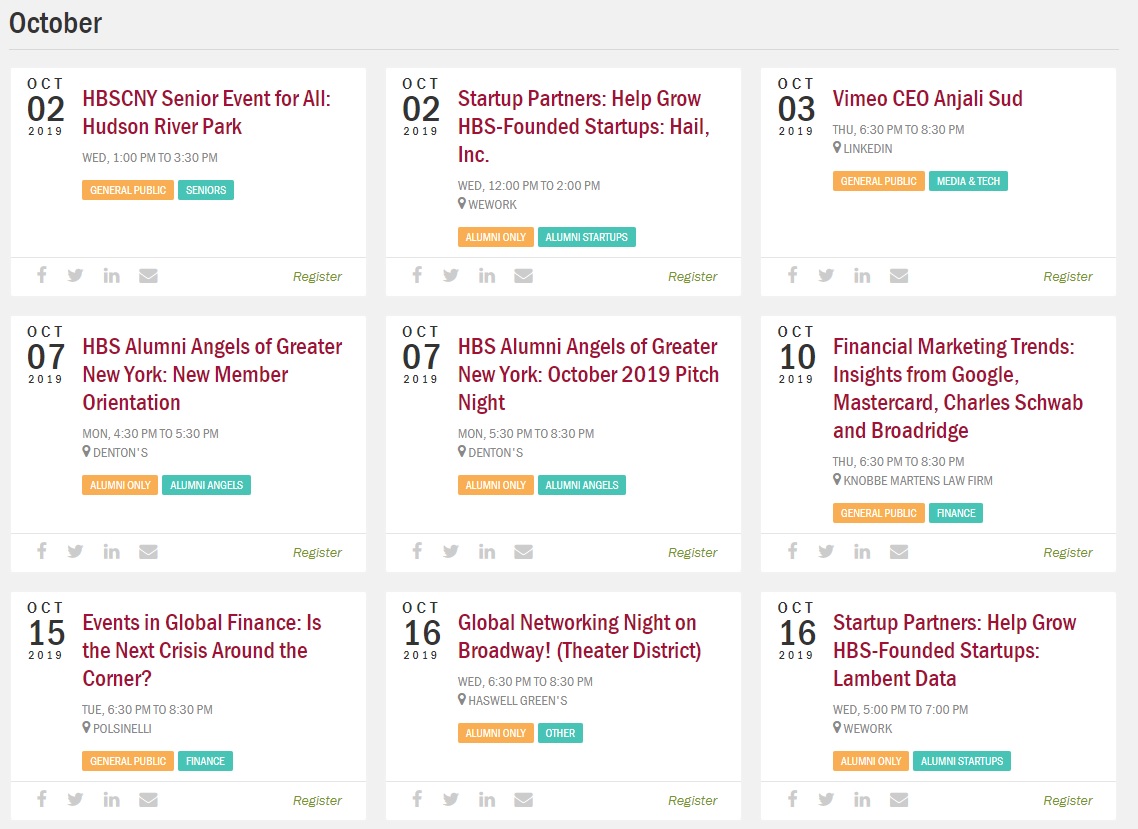 October
OCT
02
2019
HBSCNY Senior Event for All:
Hudson River Park
WED, 1:00 PM TO 3:30 PM
GENERAL PUBLIC SENIORS
Register
OCT
02
2019
Startup Partners: Help Grow
HBS-Founded Startups: Hail,
Inc.
WED, 12:00 PM TO 2:00 PM
WEWORK
ALUMNI ONLY ALUMNI STARTUPS
Register
OCT
03
2019
Vimeo CEO Anjali Sud
THU, 6:30 PM TO 8:30 PM
LINKEDIN
GENERAL PUBLIC MEDIA & TECH
Register
OCT
07
2019
HBS Alumni Angels of Greater
New York: New Member
Orientation
MON, 4:30 PM TO 5:30 PM
DENTON'S
ALUMNI ONLY ALUMNI ANGELS
Register
OCT
07
2019
HBS Alumni Angels of Greater
New York: October 2019 Pitch
Night
MON, 5:30 PM TO 8:30 PM
DENTON'S
ALUMNI ONLY ALUMNI ANGELS
Register
OCT
10
2019
Financial Marketing Trends:
Insights from Google,
Mastercard, Charles Schwab
and Broadridge
THU, 6:30 PM TO 8:30 PM
KNOBBE MARTENS LAW FIRM
GENERAL PUBLIC FINANCE
Register
OCT
15
2019
Events in Global Finance: Is
the Next Crisis Around the
Corner?
TUE, 6:30 PM TO 8:30 PM
POLSINELLI
GENERAL PUBLIC FINANCE
Register
OCT
16
2019
Global Networking Night on
Broadway! (Theater District)
WED, 6:30 PM TO 8:30 PM
HASWELL GREEN'S
ALUMNI ONLY OTHER
Register
OCT
16
2019
Startup Partners: Help Grow
HBS-Founded Startups:
Lambent Data
WED, 5:00 PM TO 7:00 PM
WEWORK
ALUMNI ONLY ALUMNI STARTUPS
Register